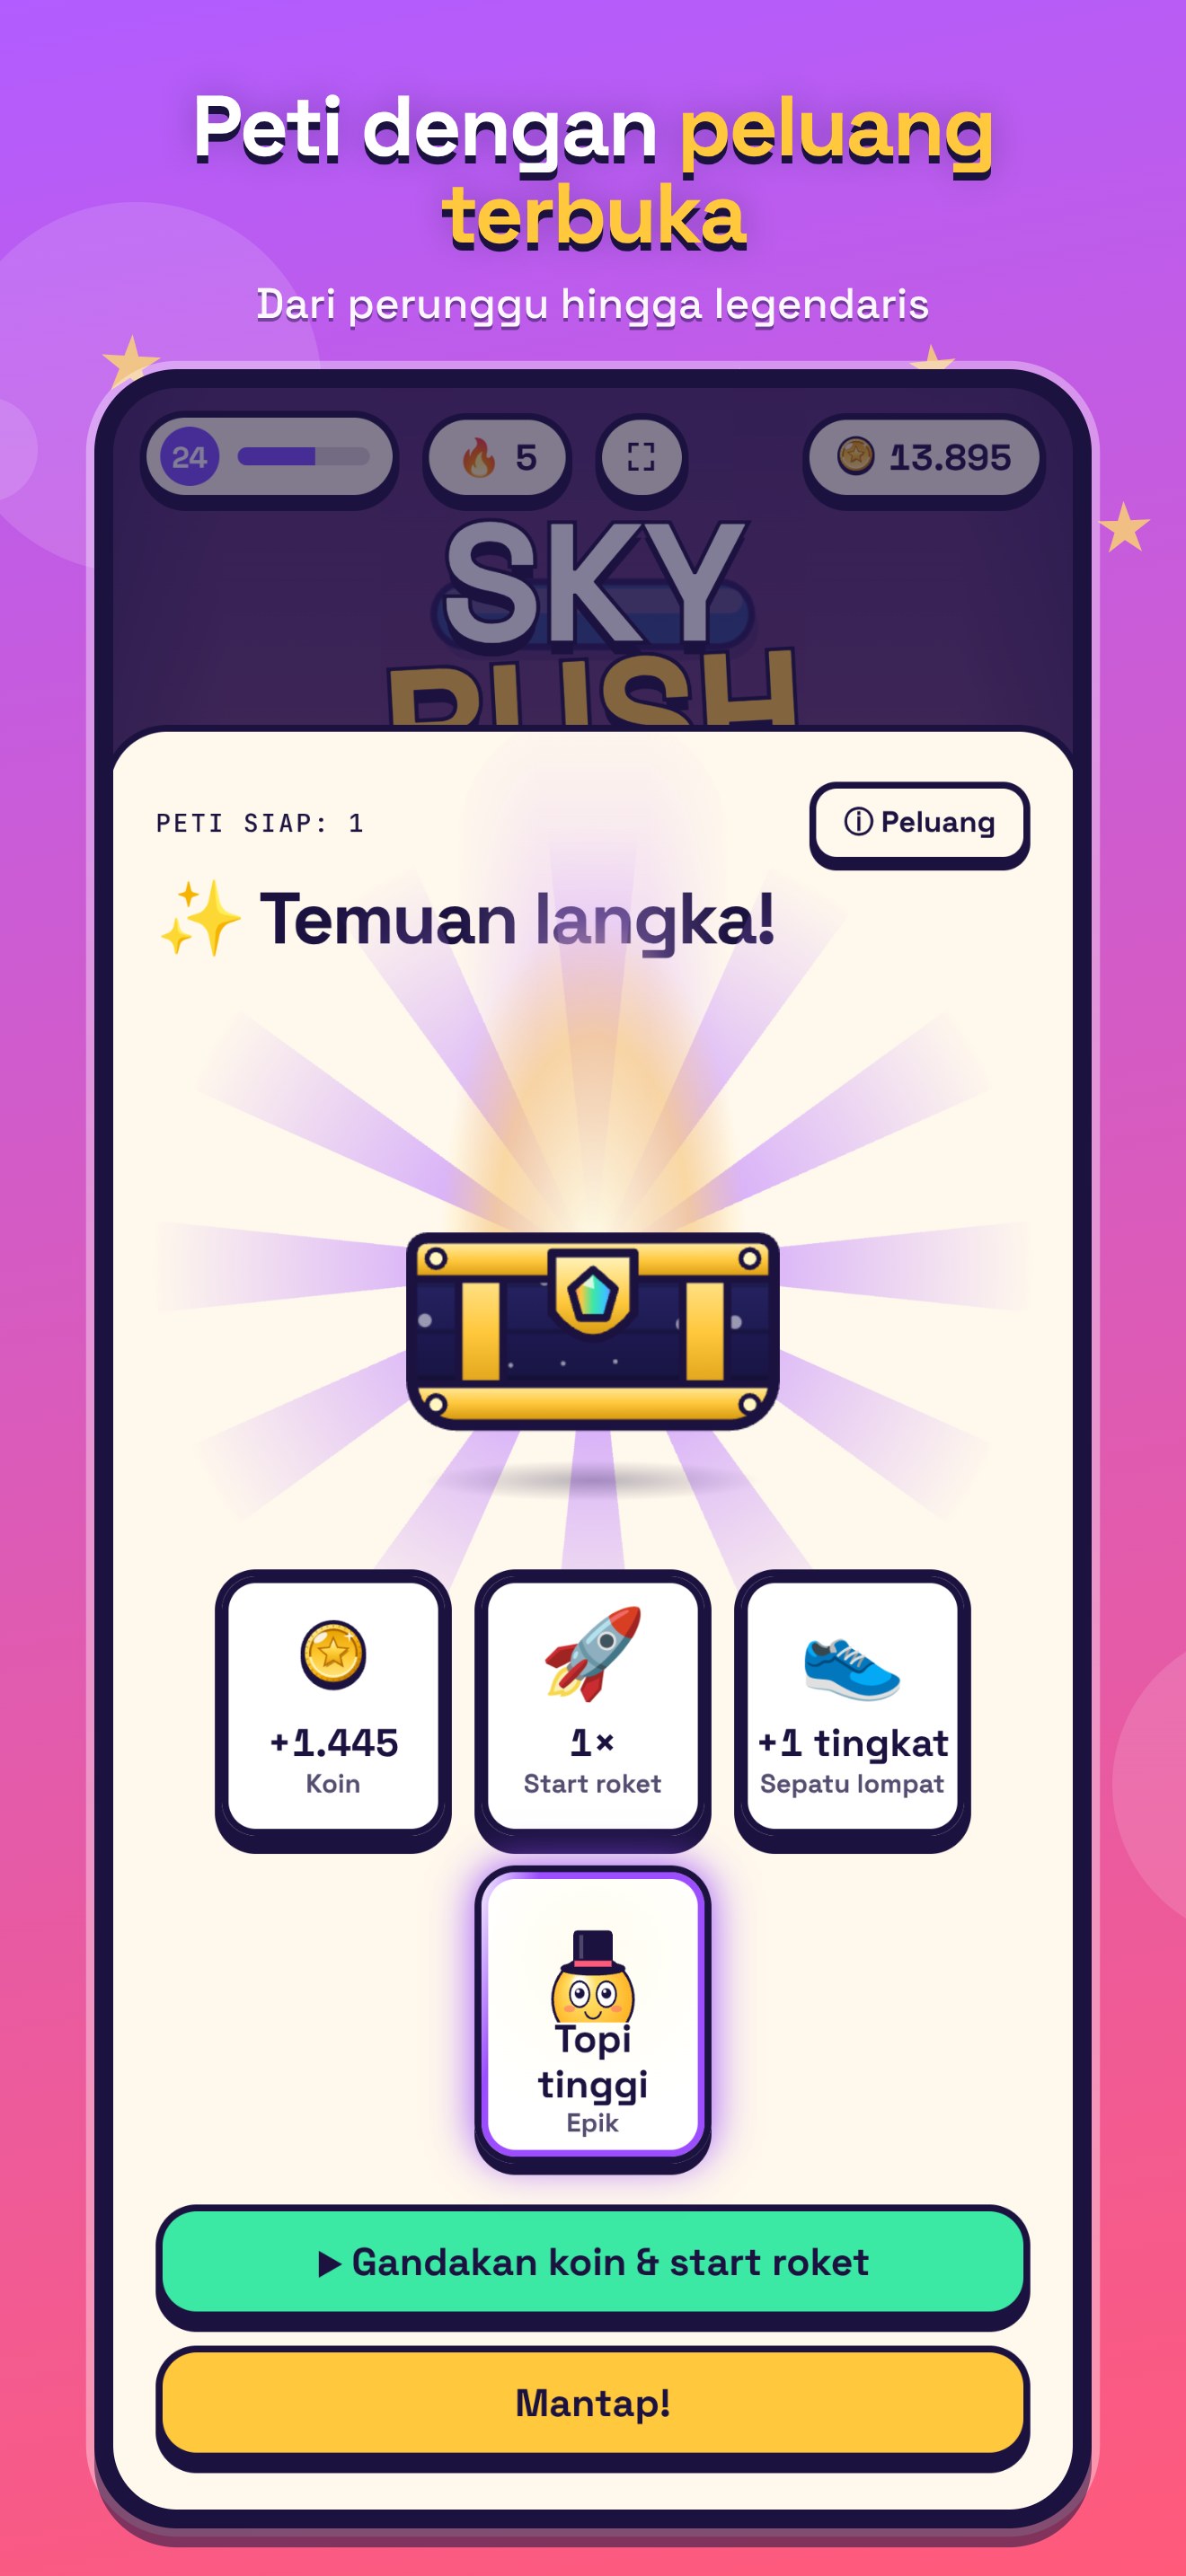 Peti dengan peluang
terbuka
Dari perunggu hingga legendaris
24
5
13.895
SKY
RUSH
PETI SIAP: 1
ⓘ Peluang
✨ Temuan langka!
+1.445
Koin
1×
Start roket
+1 tingkat
Sepatu lompat
Topi
tinggi
Epik
▶ Gandakan koin & start roket
Mantap!